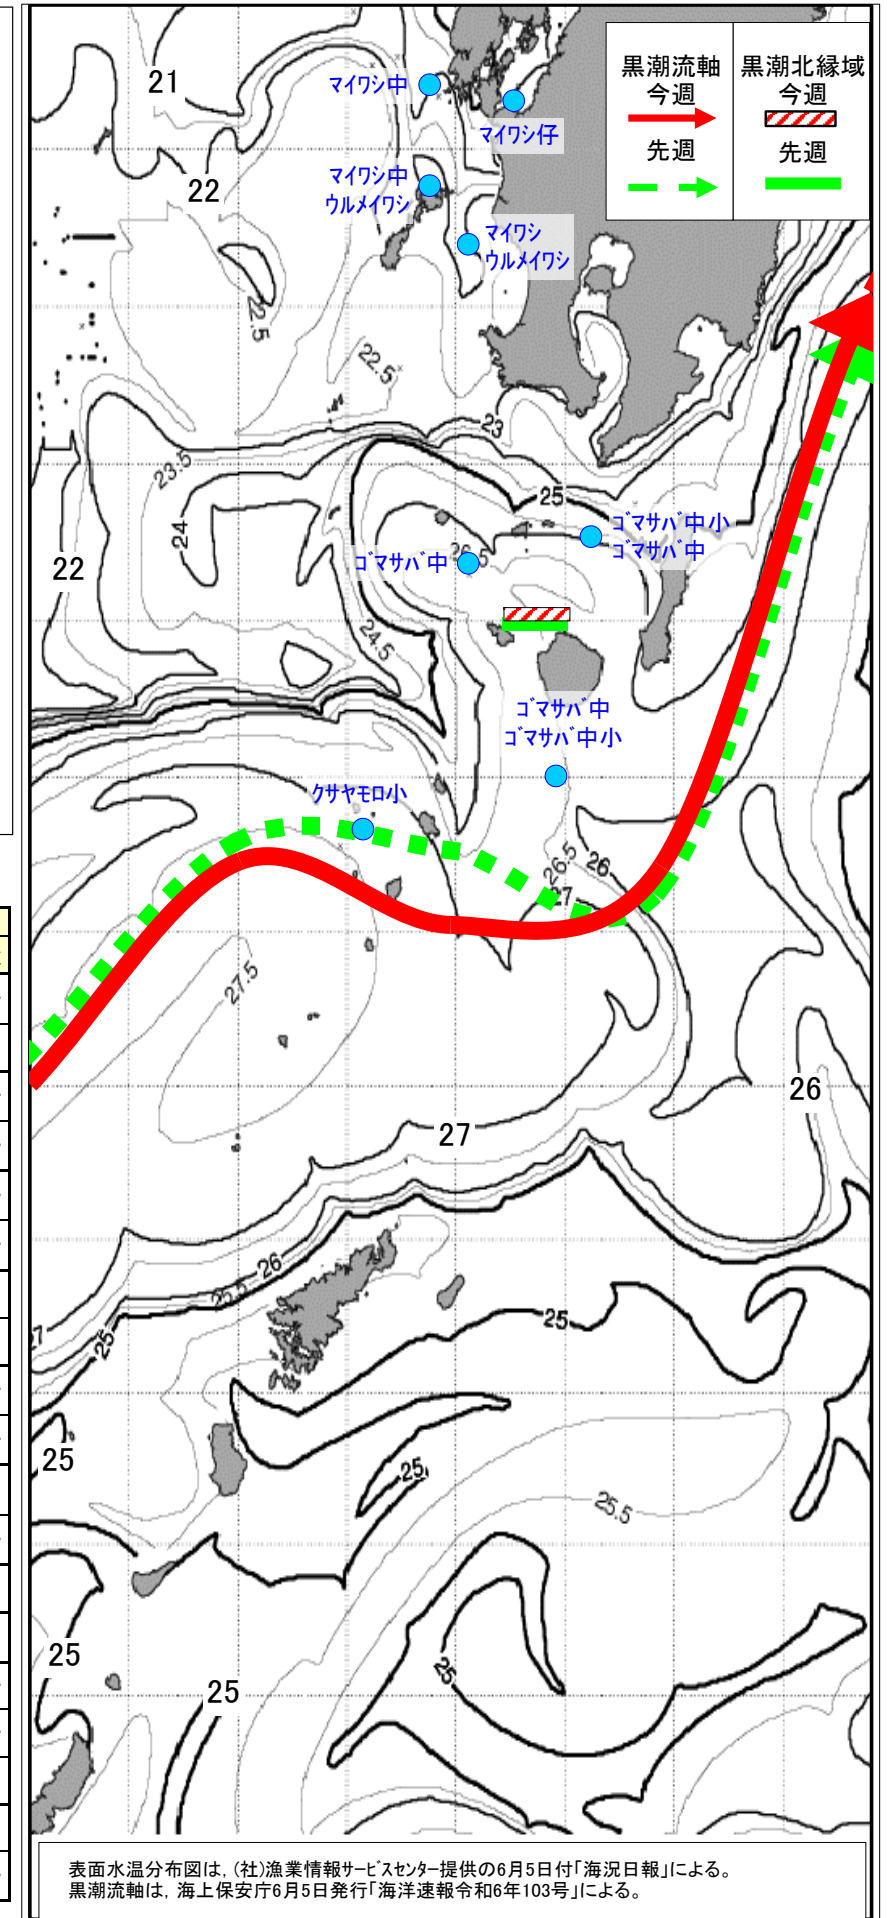 黒潮流軸
今週
先週
黒潮北縁域
今週
先週
21
マイワシ中
マイワシ仔
22
マイワシ中
ウルメイワシ
マイワシ
ウルメイワシ
22.5
22.5
23
23.5
25
24
ゴマサバ中小
ゴマサバ中
22
ゴマサバ中
26.5
24.5
ゴマサバ中
ゴマサバ中小
クサヤモロ小
26.5
26
27
27.5
26
27
26
25.5
27
25
25
25
25
25.5
25
25
25
表面水温分布図は，(社)漁業情報サービスセンター提供の6月5日付「海況日報」による。
黒潮流軸は，海上保安庁6月5日発行「海洋速報令和6年103号」による。